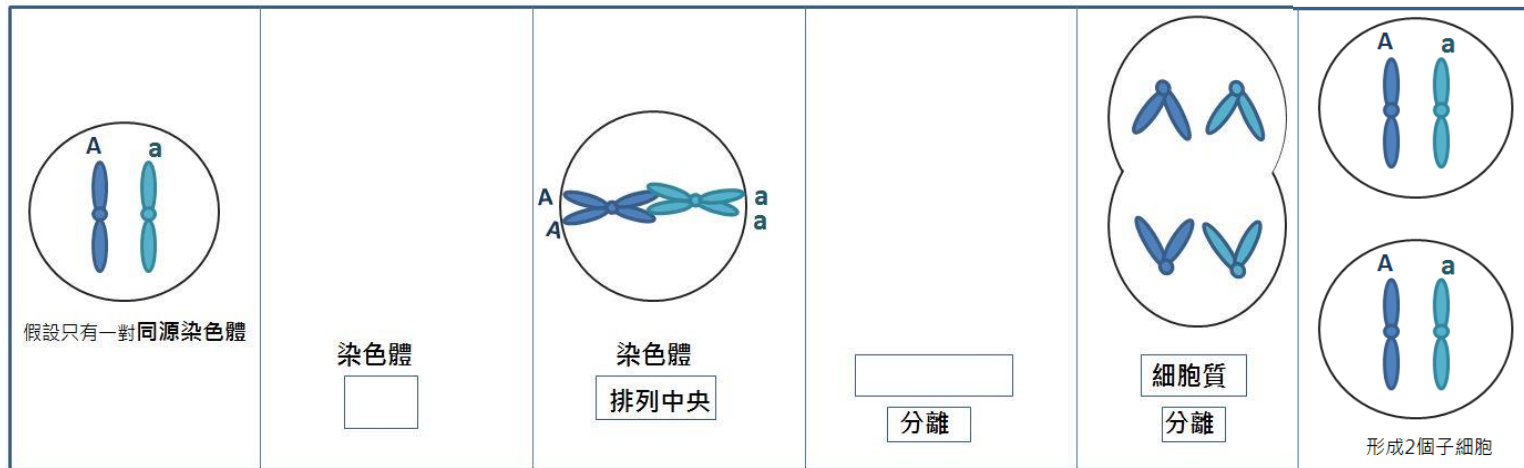 A a
假設只有一對同源染色體
染色體
A a
A a
染色體
排列中央
分離
細胞質
分離
A a
A a
形成2個子細胞